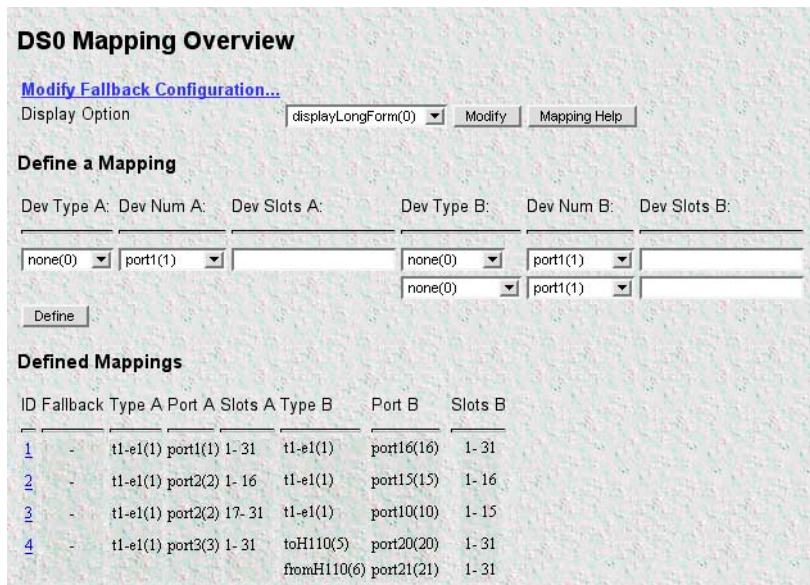 DS0 Mapping Overview
Modify Fallback Configuration...
Display Option displayLongForm(0) Modify Mapping Help
Define a Mapping
Dev Type A: Dev Num A: Dev Slots A: Dev Type B: Dev Num B: Dev Slots B:
none(0) port1(1) none(0) port1(1)
none(0) port1(1)
Define
Defined Mappings
ID Fallback Type A Port A Slots A Type B Port B Slots B
1 - t1-e1(1) port1(1) 1-31 t1-e1(1) port16(16) 1-31
2 - t1-e1(1) port2(2) 1-16 t1-e1(1) port15(15) 1-16
3 - t1-e1(1) port2(2) 17-31 t1-e1(1) port10(10) 1-15
4 - t1-e1(1) port3(3) 1-31 toH110(5) port20(20) 1-31
fromH110(6) port21(21) 1-31